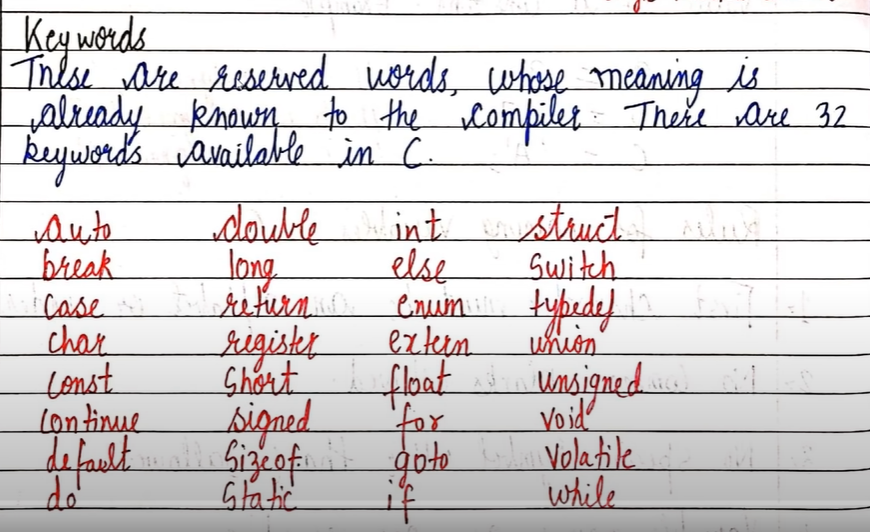 Keywords
These are reserved words, whose meaning is
already known to the compiler. There are 32
keywords available in C.
auto double int struct
break long else Switch
Case return enum typedef
char register extern union
Const Short float unsigned
Continue signed for Void
default Sizeof goto Volatile
do Static if while